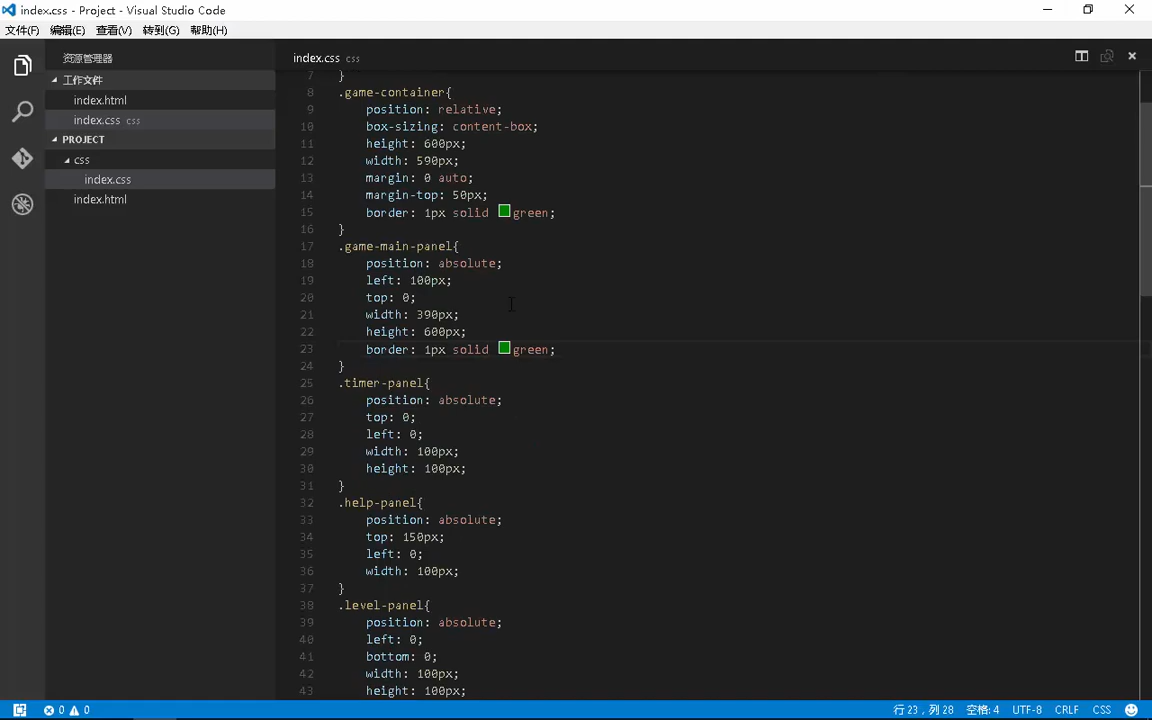 index.css - Project - Visual Studio Code
文件(F) 编辑(E) 查看(V) 转到(G) 帮助(H)
资源管理器
工作文件
index.html
index.css css
PROJECT
css
index.css
index.html
index.css css
7 }
8 .game-container{
9 position: relative;
10 box-sizing: content-box;
11 height: 600px;
12 width: 590px;
13 margin: 0 auto;
14 margin-top: 50px;
15 border: 1px solid green;
16 }
17 .game-main-panel{
18 position: absolute;
19 left: 100px;
20 top: 0;
21 width: 390px;
22 height: 600px;
23 border: 1px solid green;
24 }
25 .timer-panel{
26 position: absolute;
27 top: 0;
28 left: 0;
29 width: 100px;
30 height: 100px;
31 }
32 .help-panel{
33 position: absolute;
34 top: 150px;
35 left: 0;
36 width: 100px;
37 }
38 .level-panel{
39 position: absolute;
40 left: 0;
41 bottom: 0;
42 width: 100px;
43 height: 100px;
0 0 行 23 , 列 28 空格: 4 UTF-8 CRLF CSS